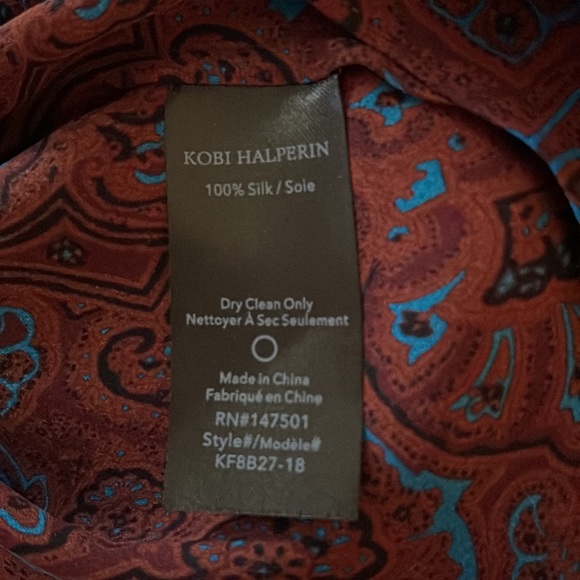 KOBI HALPERIN
100% Silk / Soie
Dry Clean Only
Nettoyer À Sec Seulement
Made in China
Fabriqué en Chine
RN#147501
Style#/Modèle#
KF8B27-18